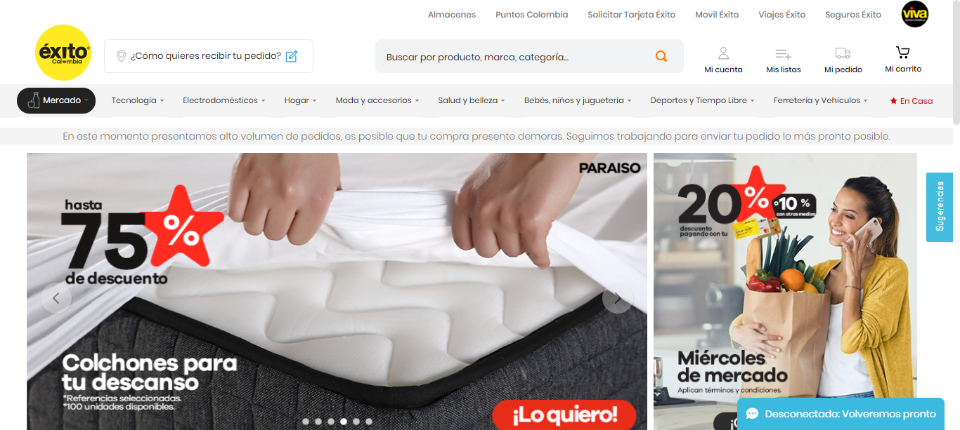 Almacenes Puntos Colombia Solicitar Tarjeta Éxito Movil Éxito Viajes Éxito Seguros Éxito viva
éxito
Colombia
¿Cómo quieres recibir tu pedido?
Buscar por producto, marca, categoría...
Mi cuenta Mis listas Mi pedido Mi carrito
Mercado Tecnología Electrodomésticos Hogar Moda y accesorios Salud y belleza Bebés, niños y juguetería Deportes y Tiempo Libre Ferretería y Vehículos En Casa
En este momento presentamos alto volumen de pedidos, es posible que tu compra presente demoras. Seguimos trabajando para enviar tu pedido lo más pronto posible.
PARAISO
hasta
75%
de descuento
Colchones para
tu descanso
*Referencias seleccionadas.
*100 unidades disponibles.
¡Lo quiero!
20%
descuento
pagando con tu
o 10 %
con otros medios
Miércoles
de mercado
Aplican términos y condiciones.
Sugerencias
Desconectado: Volveremos pronto